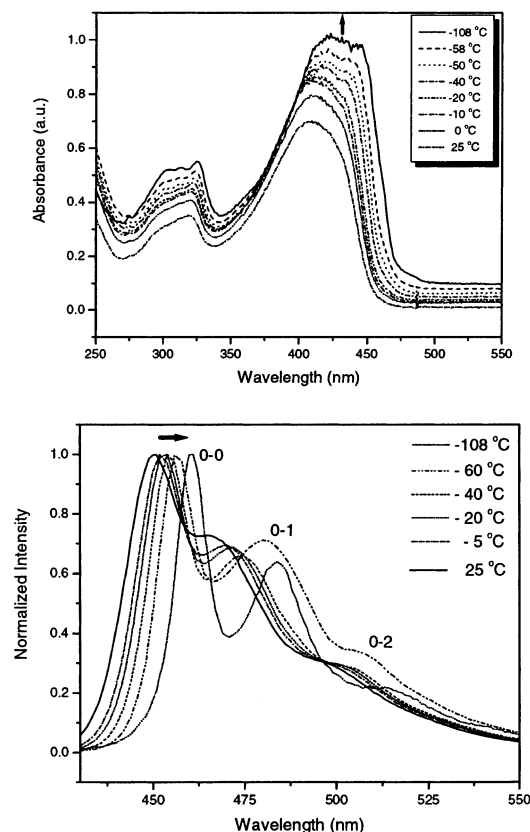 1.0
0.8
0.6
0.4
0.2
0.0
Absorbance (a.u.)
250 300 350 400 450 500 550
Wavelength (nm)
-108 °C
-58 °C
-50 °C
-40 °C
-20 °C
-10 °C
0 °C
25 °C
1.0
0.8
0.6
0.4
0.2
0.0
Normalized Intensity
0-0
0-1
0-2
-108 °C
- 60 °C
- 40 °C
- 20 °C
- 5 °C
25 °C
450 475 500 525 550
Wavelength (nm)